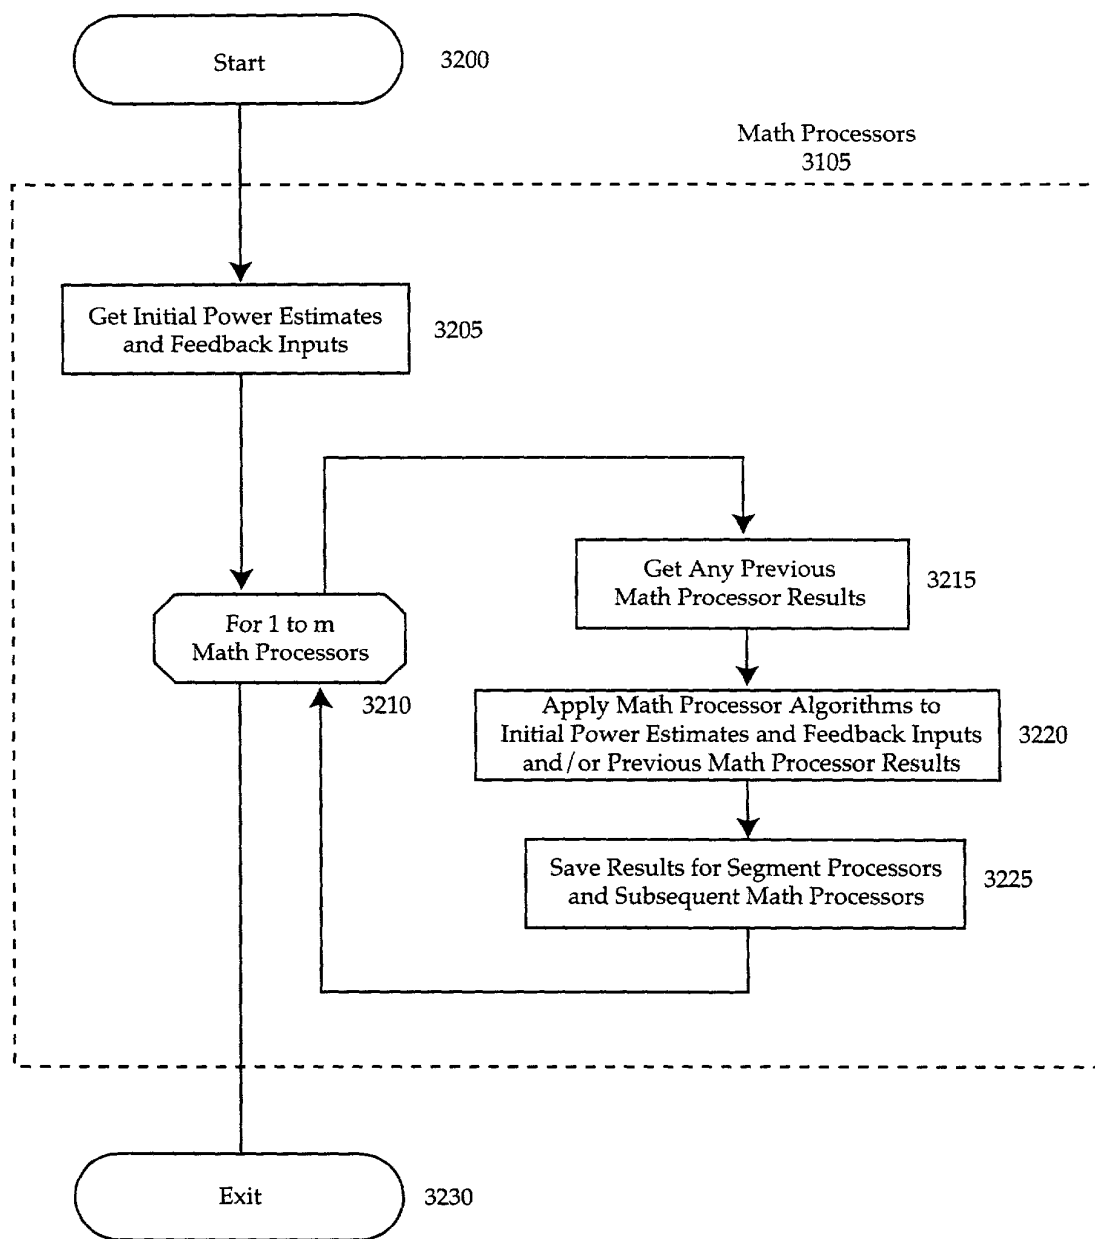 Start
3200
Math Processors
3105
Get Initial Power Estimates
and Feedback Inputs
3205
For 1 to m
Math Processors
3210
Get Any Previous
Math Processor Results
3215
Apply Math Processor Algorithms to
Initial Power Estimates and Feedback Inputs
and/or Previous Math Processor Results
3220
Save Results for Segment Processors
and Subsequent Math Processors
3225
Exit
3230